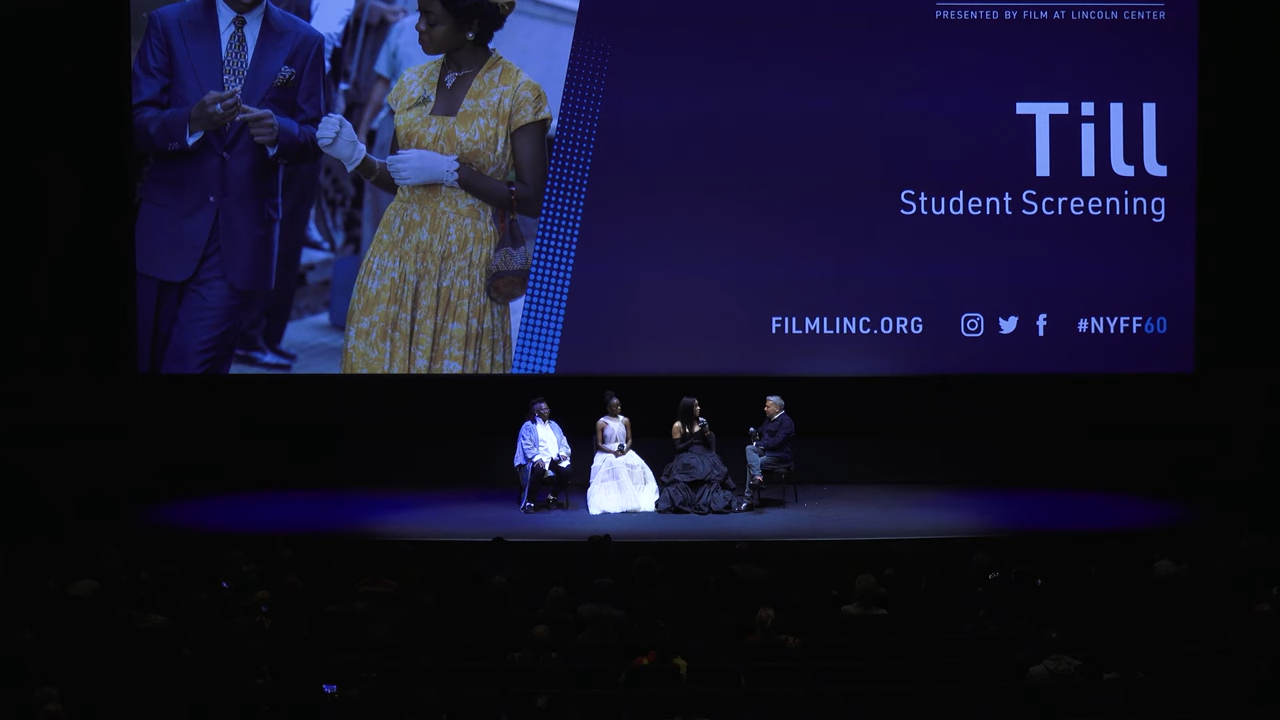 PRESENTED BY FILM AT LINCOLN CENTER
Till
Student Screening
FILMLINC.ORG #NYFF60